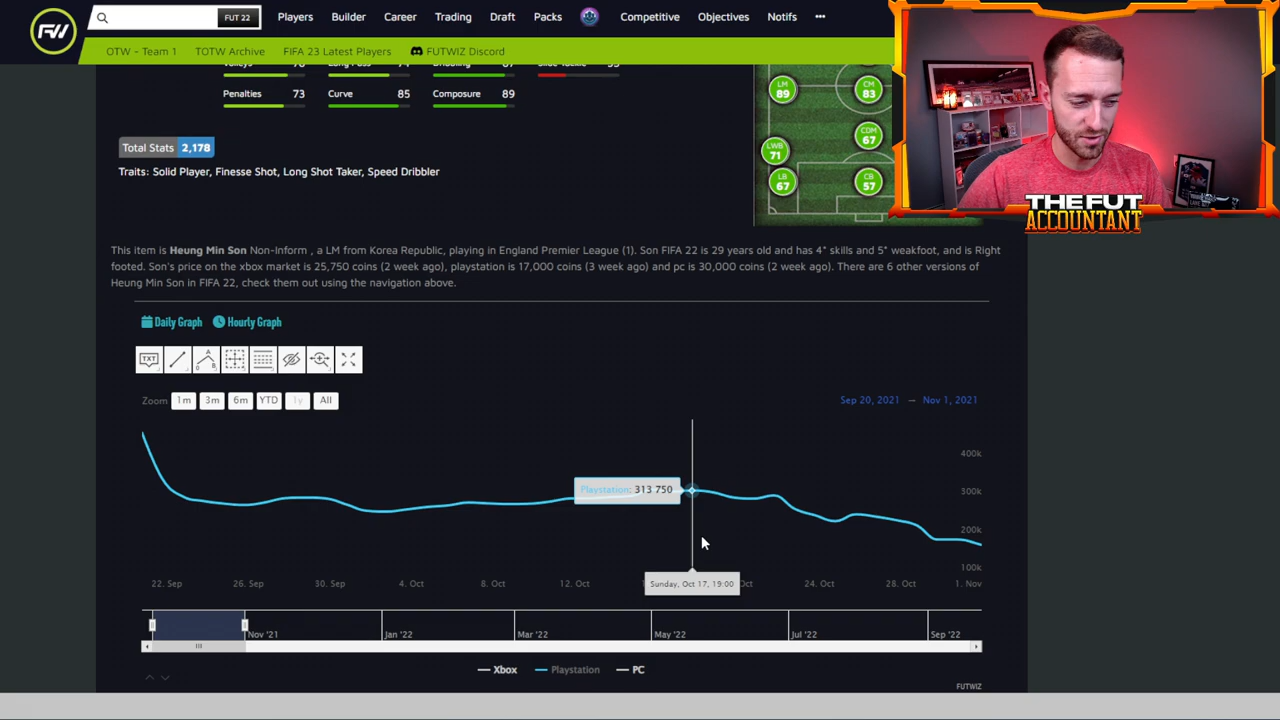 FW
FUT 22
Players
Builder
Career
Trading
Draft
Packs
Competitive
Objectives
Notifs
OTW - Team 1
TOTW Archive
FIFA 23 Latest Players
FUTWIZ Discord
Penalties 73
Curve 85
Composure 89
LM
89
CM
83
CDM
67
LWB
71
LB
67
CB
57
THE FUT
ACCOUNTANT
Total Stats 2,178
Traits: Solid Player, Finesse Shot, Long Shot Taker, Speed Dribbler
This item is Heung Min Son Non-Inform , a LM from Korea Republic, playing in England Premier League (1). Son FIFA 22 is 29 years old and has 4* skills and 5* weakfoot, and is Right
footed. Son's price on the xbox market is 25,750 coins (2 week ago), playstation is 17,000 coins (3 week ago) and pc is 30,000 coins (2 week ago). There are 6 other versions of
Heung Min Son in FIFA 22, check them out using the navigation above.
Daily Graph
Hourly Graph
TXT
Zoom 1m 3m 6m YTD 1y All
Sep 20, 2021 → Nov 1, 2021
400k
300k
200k
100k
Playstation: 313 750
Sunday, Oct 17, 19:00
22. Sep
26. Sep
30. Sep
4. Oct
8. Oct
12. Oct
24. Oct
28. Oct
1. Nov
Nov '21
Jan '22
Mar '22
May '22
Jul '22
Sep '22
Xbox
Playstation
PC
FUTWIZ